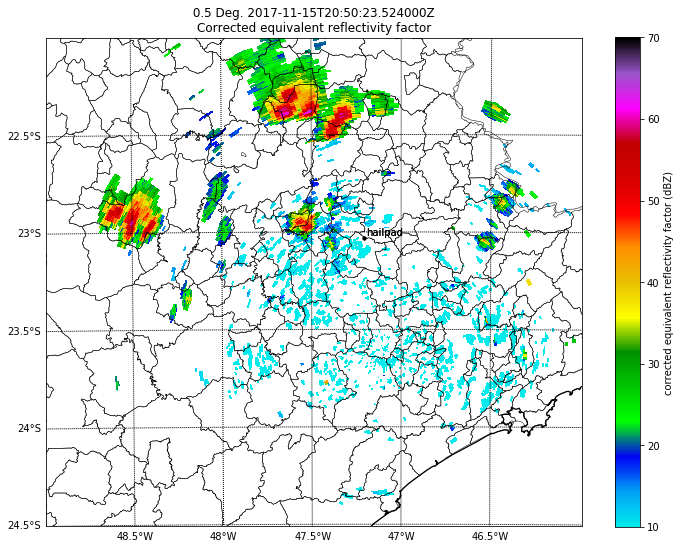 0.5 Deg. 2017-11-15T20:50:23.524000Z
Corrected equivalent reflectivity factor
70
60
50
40
30
20
10
corrected equivalent reflectivity factor (dBZ)
22.5°S
23°S
23.5°S
24°S
24.5°S
hailpad
48.5°W
48°W
47.5°W
47°W
46.5°W